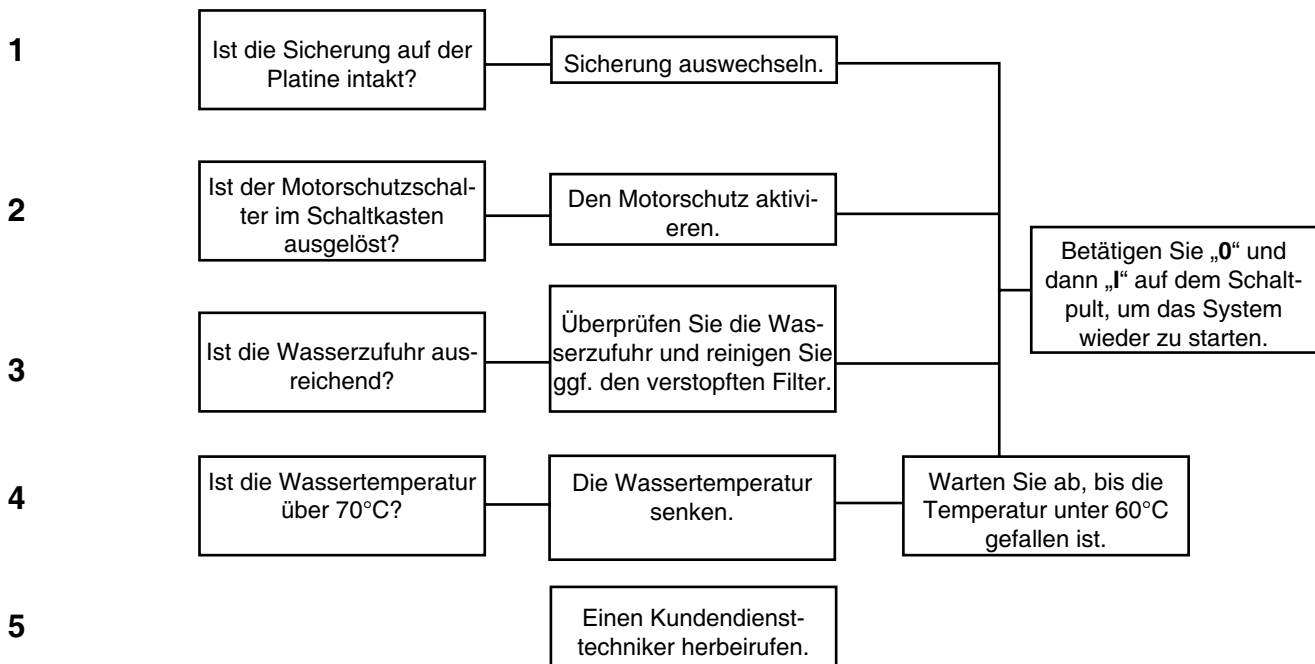 1
Ist die Sicherung auf der
Platine intakt?
Sicherung auswechseln.
2
Ist der Motorschutzschal-
ter im Schaltkasten
ausgelöst?
Den Motorschutz aktivi-
eren.
Betätigen Sie „0“ und
dann „I“ auf dem Schalt-
pult, um das System
wieder zu starten.
3
Ist die Wasserzufuhr aus-
reichend?
Überprüfen Sie die Was-
serzufuhr und reinigen Sie
ggf. den verstopften Filter.
4
Ist die Wassertemperatur
über 70°C?
Die Wassertemperatur
senken.
Warten Sie ab, bis die
Temperatur unter 60°C
gefallen ist.
5
Einen Kundendienst-
techniker herbeirufen.